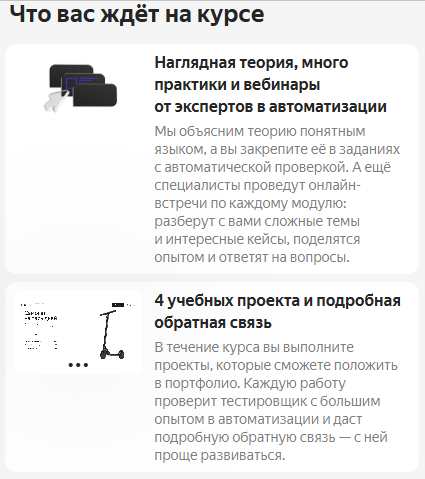 Что вас ждёт на курсе
Наглядная теория, много
практики и вебинары
от экспертов в автоматизации
Мы объясним теорию понятным
языком, а вы закрепите её в заданиях
с автоматической проверкой. А ещё
специалисты проведут онлайн-
встречи по каждому модулю:
разберут с вами сложные темы
и интересные кейсы, поделятся
опытом и ответят на вопросы.
4 учебных проекта и подробная
обратная связь
В течение курса вы выполните
проекты, которые сможете положить
в портфолио. Каждую работу
проверит тестировщик с большим
опытом в автоматизации и даст
подробную обратную связь — с ней
проще развиваться.